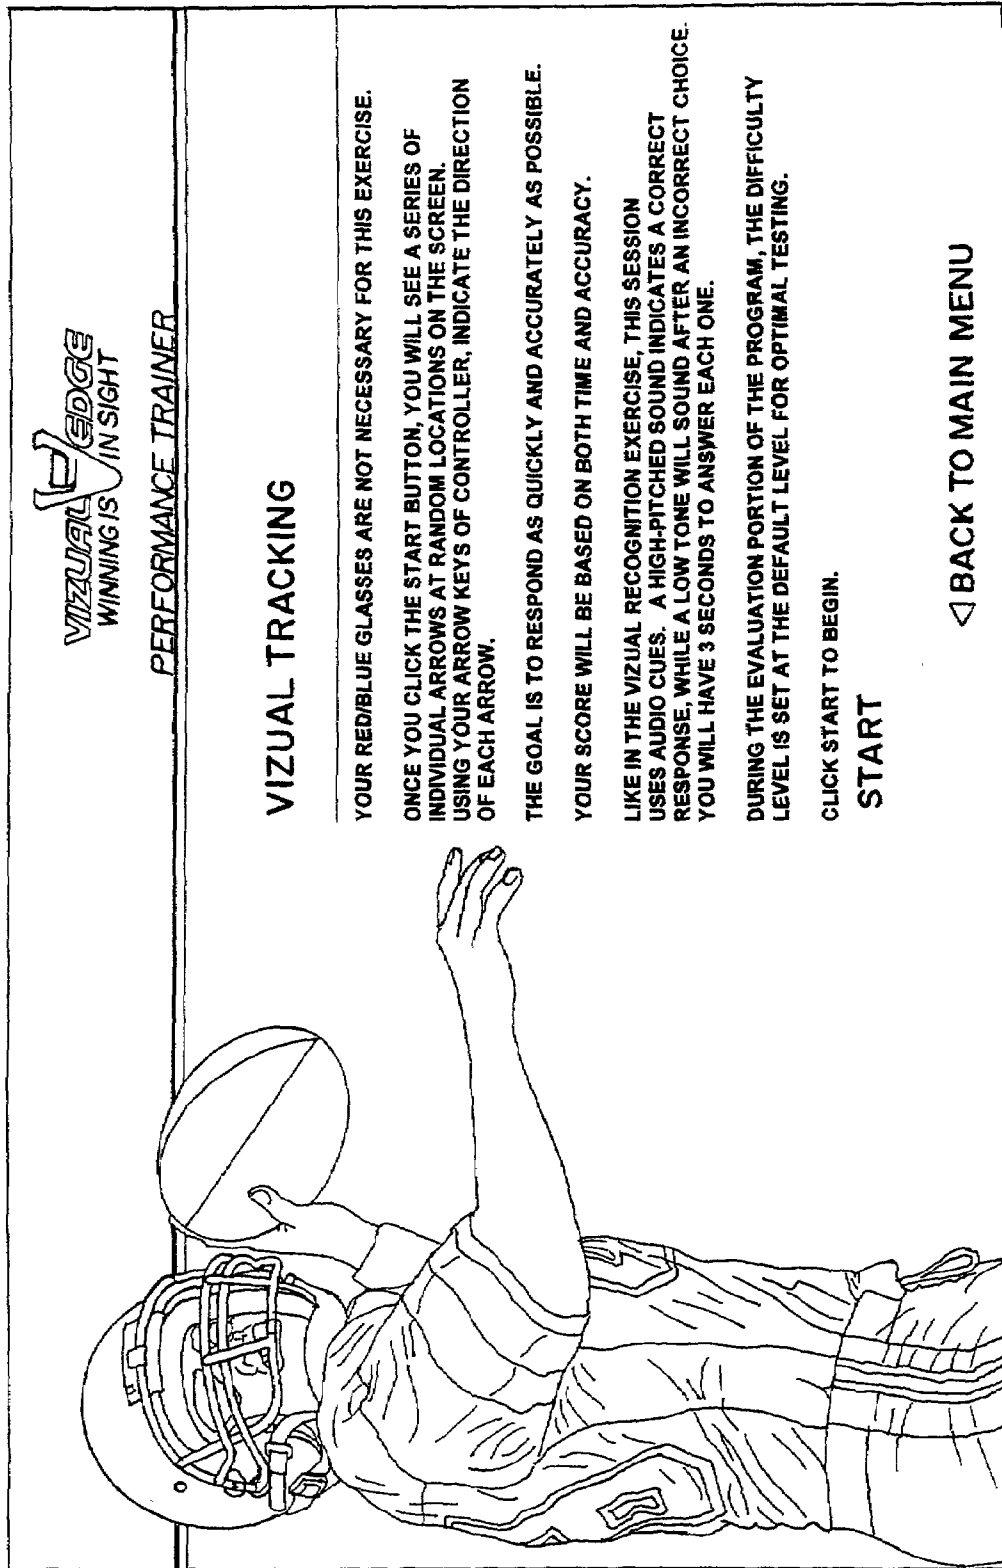 VIZUAL EDGE
WINNING IS IN SIGHT
PERFORMANCE TRAINER
VIZUAL TRACKING
YOUR RED/BLUE GLASSES ARE NOT NECESSARY FOR THIS EXERCISE.
ONCE YOU CLICK THE START BUTTON, YOU WILL SEE A SERIES OF
INDIVIDUAL ARROWS AT RANDOM LOCATIONS ON THE SCREEN.
USING YOUR ARROW KEYS OF CONTROLLER, INDICATE THE DIRECTION
OF EACH ARROW.
THE GOAL IS TO RESPOND AS QUICKLY AND ACCURATELY AS POSSIBLE.
YOUR SCORE WILL BE BASED ON BOTH TIME AND ACCURACY.
LIKE IN THE VIZUAL RECOGNITION EXERCISE, THIS SESSION
USES AUDIO CUES. A HIGH-PITCHED SOUND INDICATES A CORRECT
RESPONSE, WHILE A LOW TONE WILL SOUND AFTER AN INCORRECT CHOICE.
YOU WILL HAVE 3 SECONDS TO ANSWER EACH ONE.
DURING THE EVALUATION PORTION OF THE PROGRAM, THE DIFFICULTY
LEVEL IS SET AT THE DEFAULT LEVEL FOR OPTIMAL TESTING.
CLICK START TO BEGIN.
START
BACK TO MAIN MENU